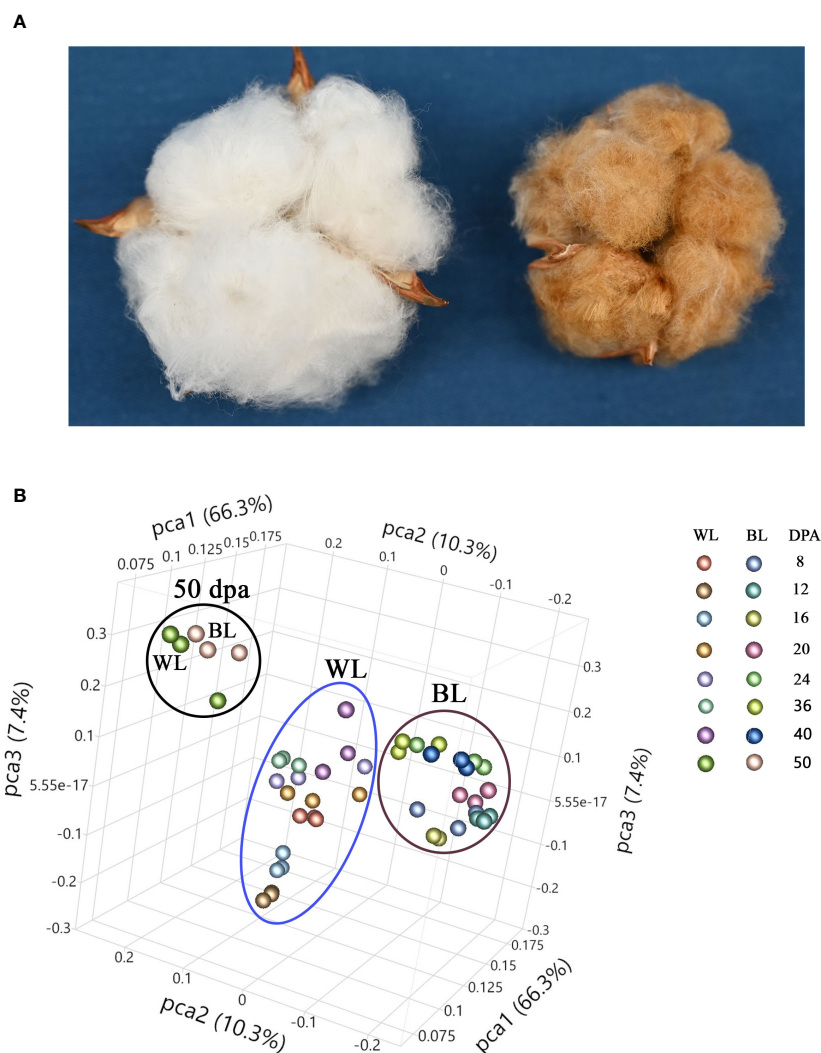 A
B
pca1 (66.3%)
0.075 0.1 0.125 0.15 0.175
pca2 (10.3%)
0.2 0.1 0 -0.1 -0.2
WL BL DPA
8
12
16
20
24
36
40
50
50 dpa
BL
WL
WL
BL
pca3 (7.4%)
0.3
0.2
0.1
5.55e-17
-0.1
-0.2
-0.3
pca3 (7.4%)
0.3
0.2
0.1
5.55e-17
-0.1
-0.2
-0.3
pca2 (10.3%)
0.2
0.1
0
-0.1
-0.2
pca1 (66.3%)
0.175
0.15
0.125
0.1
0.075